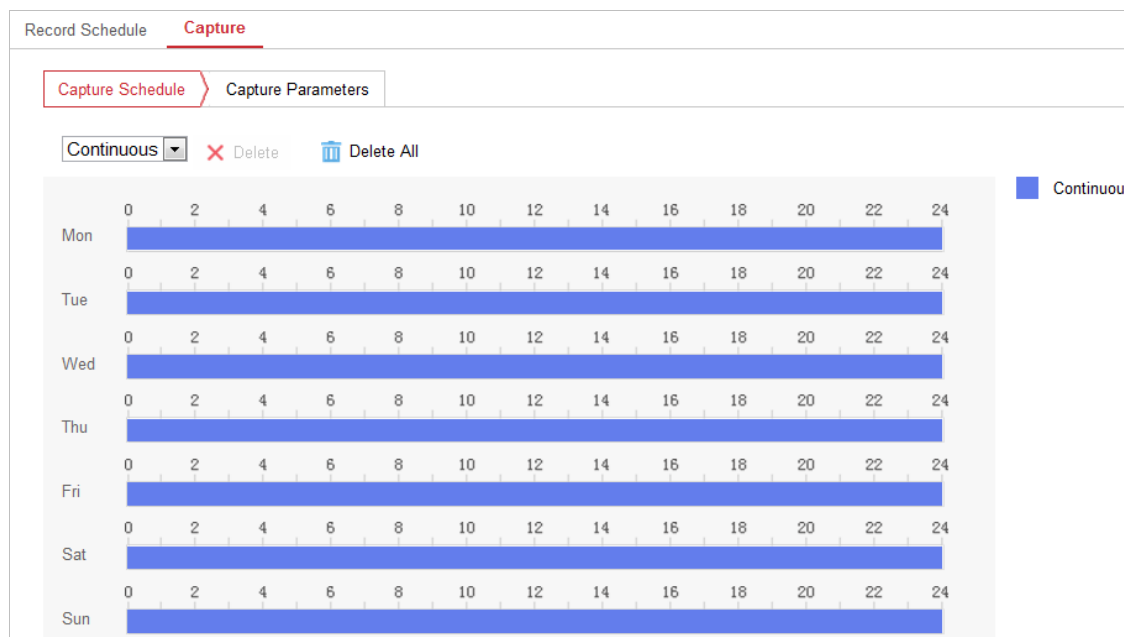 Record Schedule Capture
Capture Schedule Capture Parameters
Continuous Delete Delete All
Continuou
0 2 4 6 8 10 12 14 16 18 20 22 24
Mon
0 2 4 6 8 10 12 14 16 18 20 22 24
Tue
0 2 4 6 8 10 12 14 16 18 20 22 24
Wed
0 2 4 6 8 10 12 14 16 18 20 22 24
Thu
0 2 4 6 8 10 12 14 16 18 20 22 24
Fri
0 2 4 6 8 10 12 14 16 18 20 22 24
Sat
0 2 4 6 8 10 12 14 16 18 20 22 24
Sun